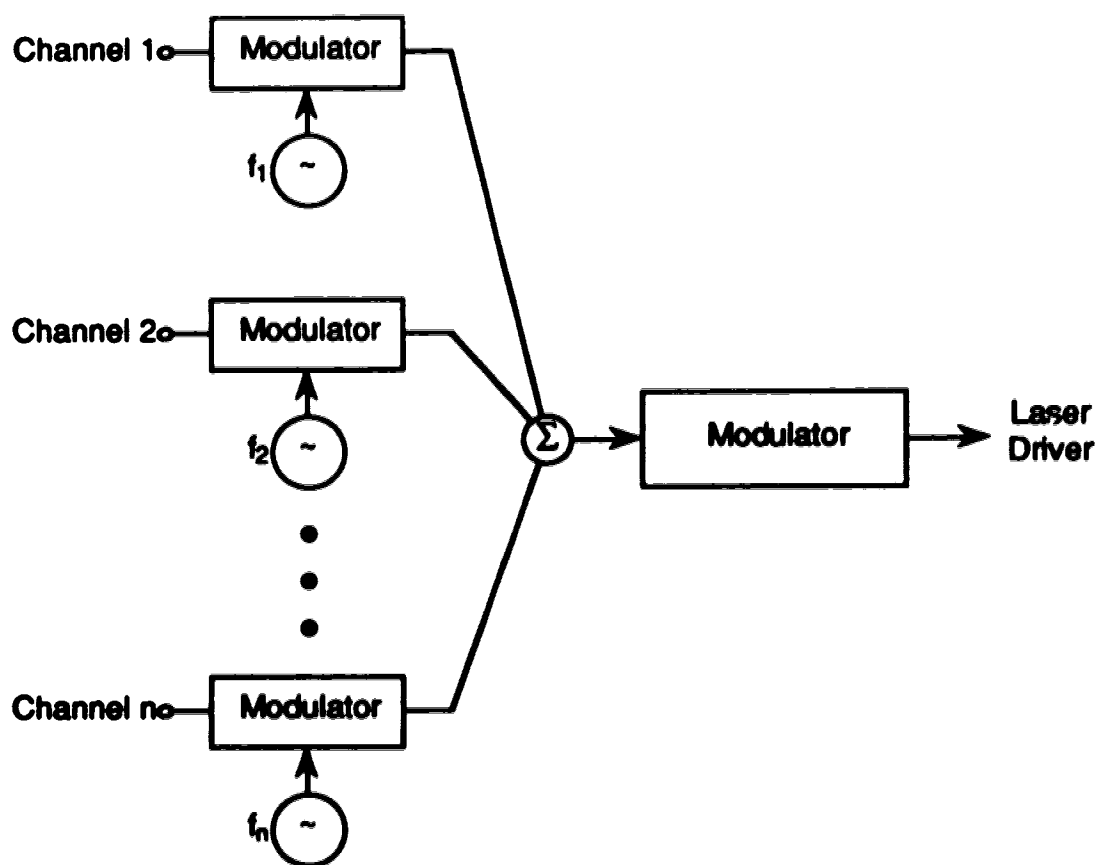 Channel 1
Modulator
f₁
~
Channel 2
Modulator
f₂
~
Σ
Modulator
Laser
Driver
Channel n
Modulator
fₙ
~